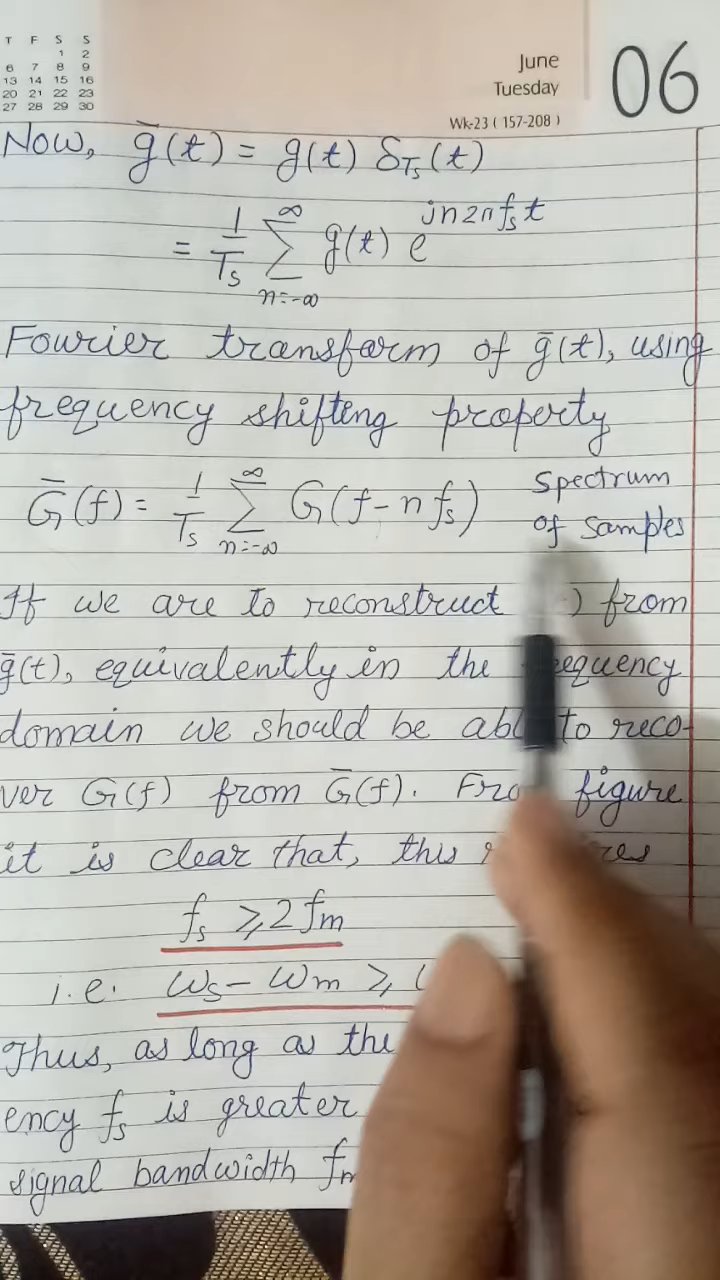 T F S S
1 2
6 7 8 9
13 14 15 16
20 21 22 23
27 28 29 30
June
Tuesday
Wk-23 ( 157-208 )
06
Now, ḡ(t) = g(t) δTs(t)
= 1/Ts ∑ n=-∞ ∞ g(t) e^jn2πfst
Fourier transform of ḡ(t), using
frequency shifting property
Ḡ(f) = 1/Ts ∑ n=-∞ ∞ G(f-nfs) Spectrum
of samples
If we are to reconstruct ) from
ḡ(t), equivalently in the
domain we should be to reco-
ver G(f) from Ḡ(f). figure
it is clear that, this
fs ⩾ 2fm
i.e. ωs - ωm ⩾
Thus, as long as the
ency fs is greater
signal bandwidth